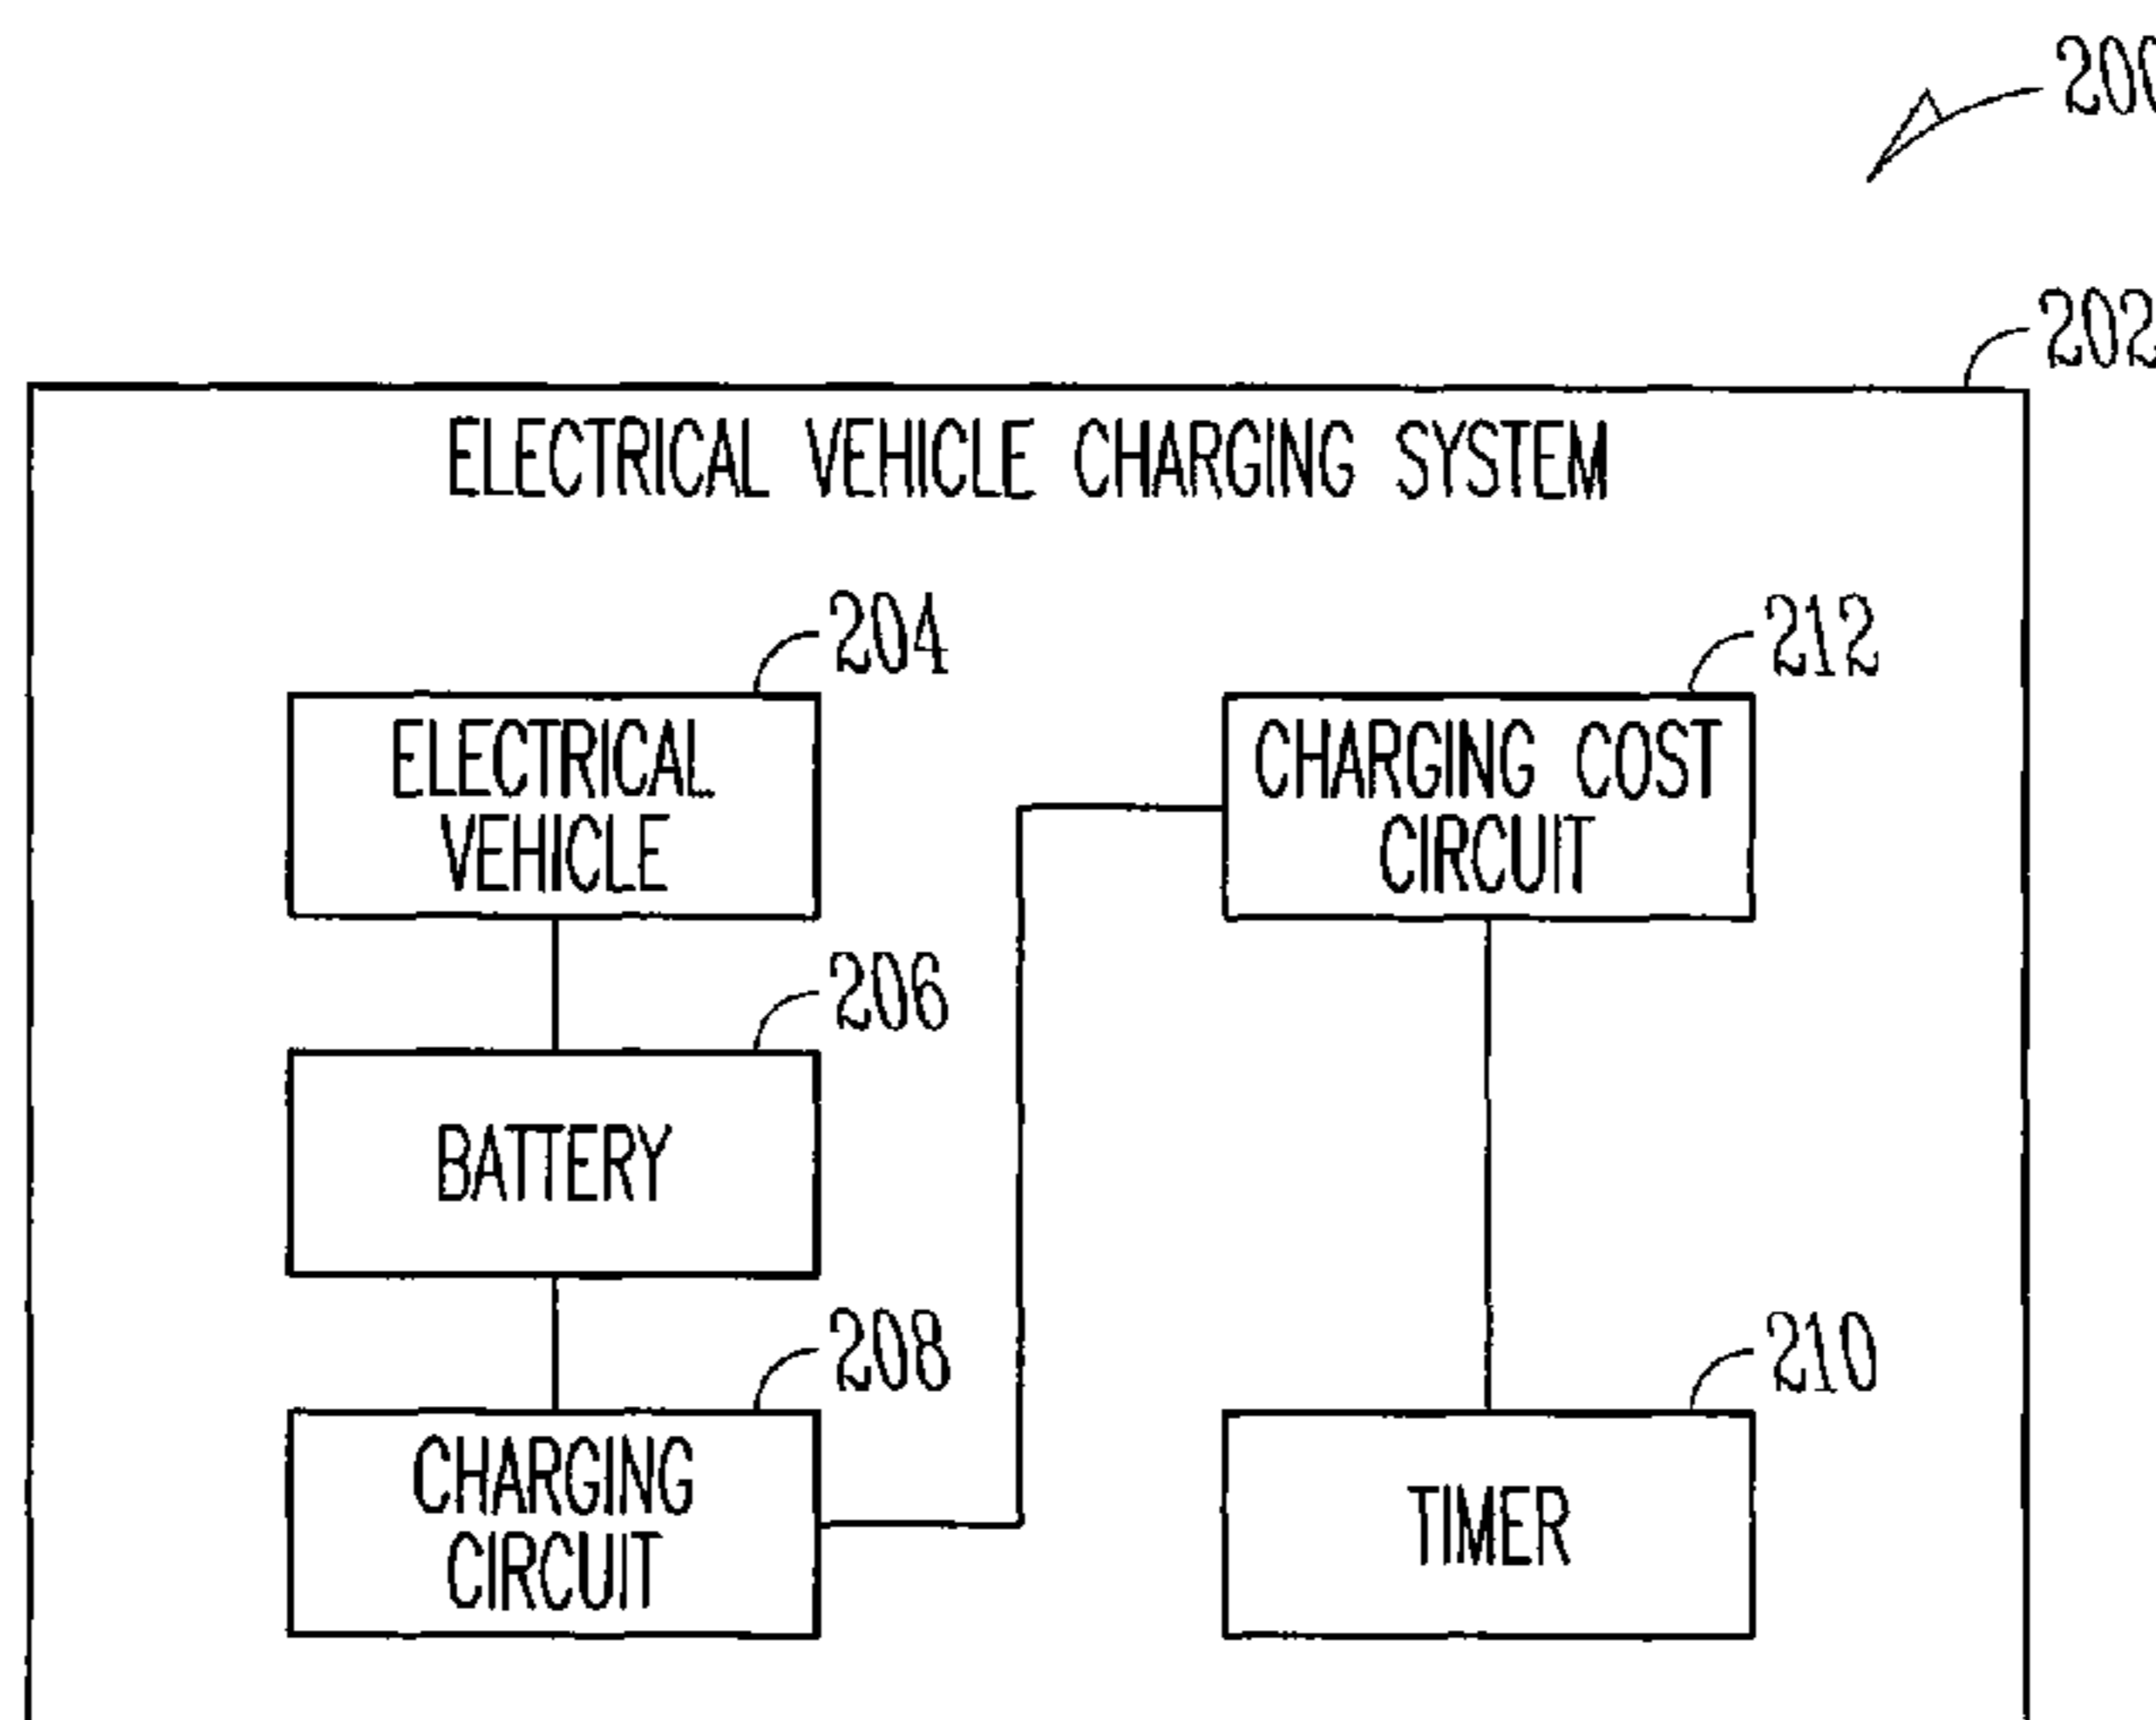 200
202
ELECTRICAL VEHICLE CHARGING SYSTEM
204
ELECTRICAL
VEHICLE
212
CHARGING COST
CIRCUIT
206
BATTERY
208
CHARGING
CIRCUIT
210
TIMER